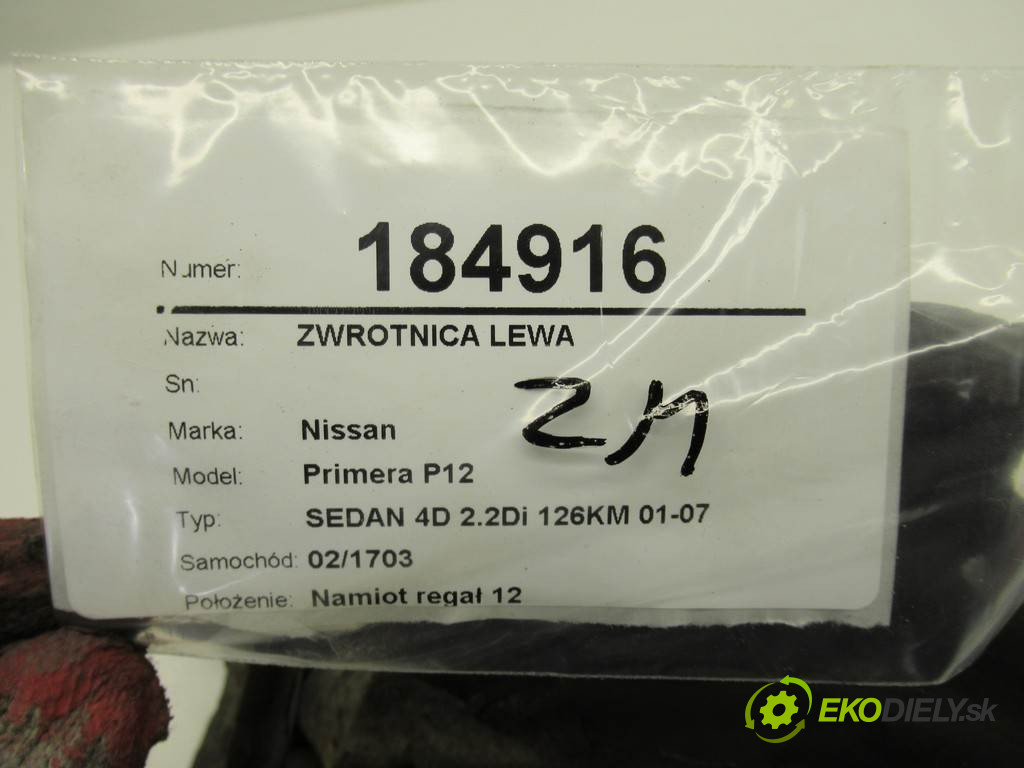 Numer: 184916
Nazwa: ZWROTNICA LEWA
Sn:
Marka: Nissan
Model: Primera P12
Typ: SEDAN 4D 2.2Di 126KM 01-07
Samochód: 02/1703
Położenie: Namiot regał 12
EKODIELY.sk